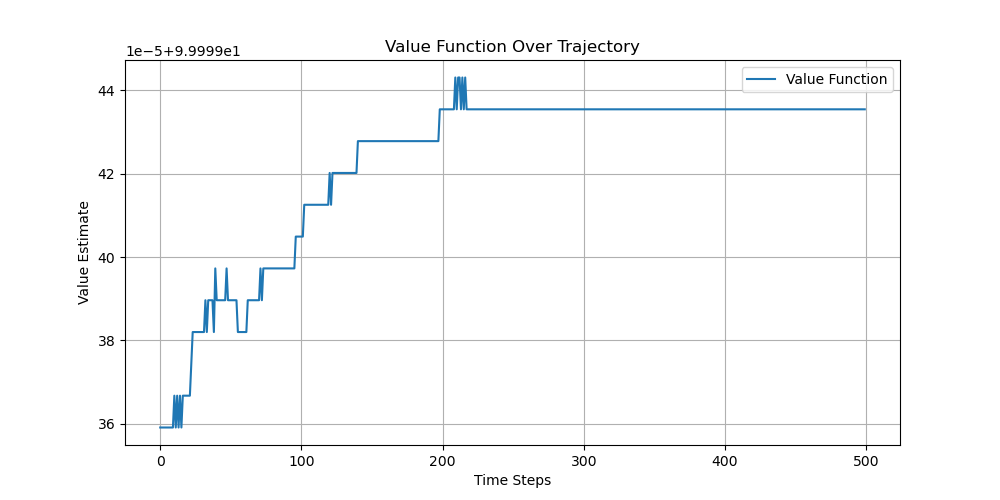 Value Function Over Trajectory
1e−5+9.9999e1
Value Function
44
42
40
38
36
Value Estimate
0 100 200 300 400 500
Time Steps